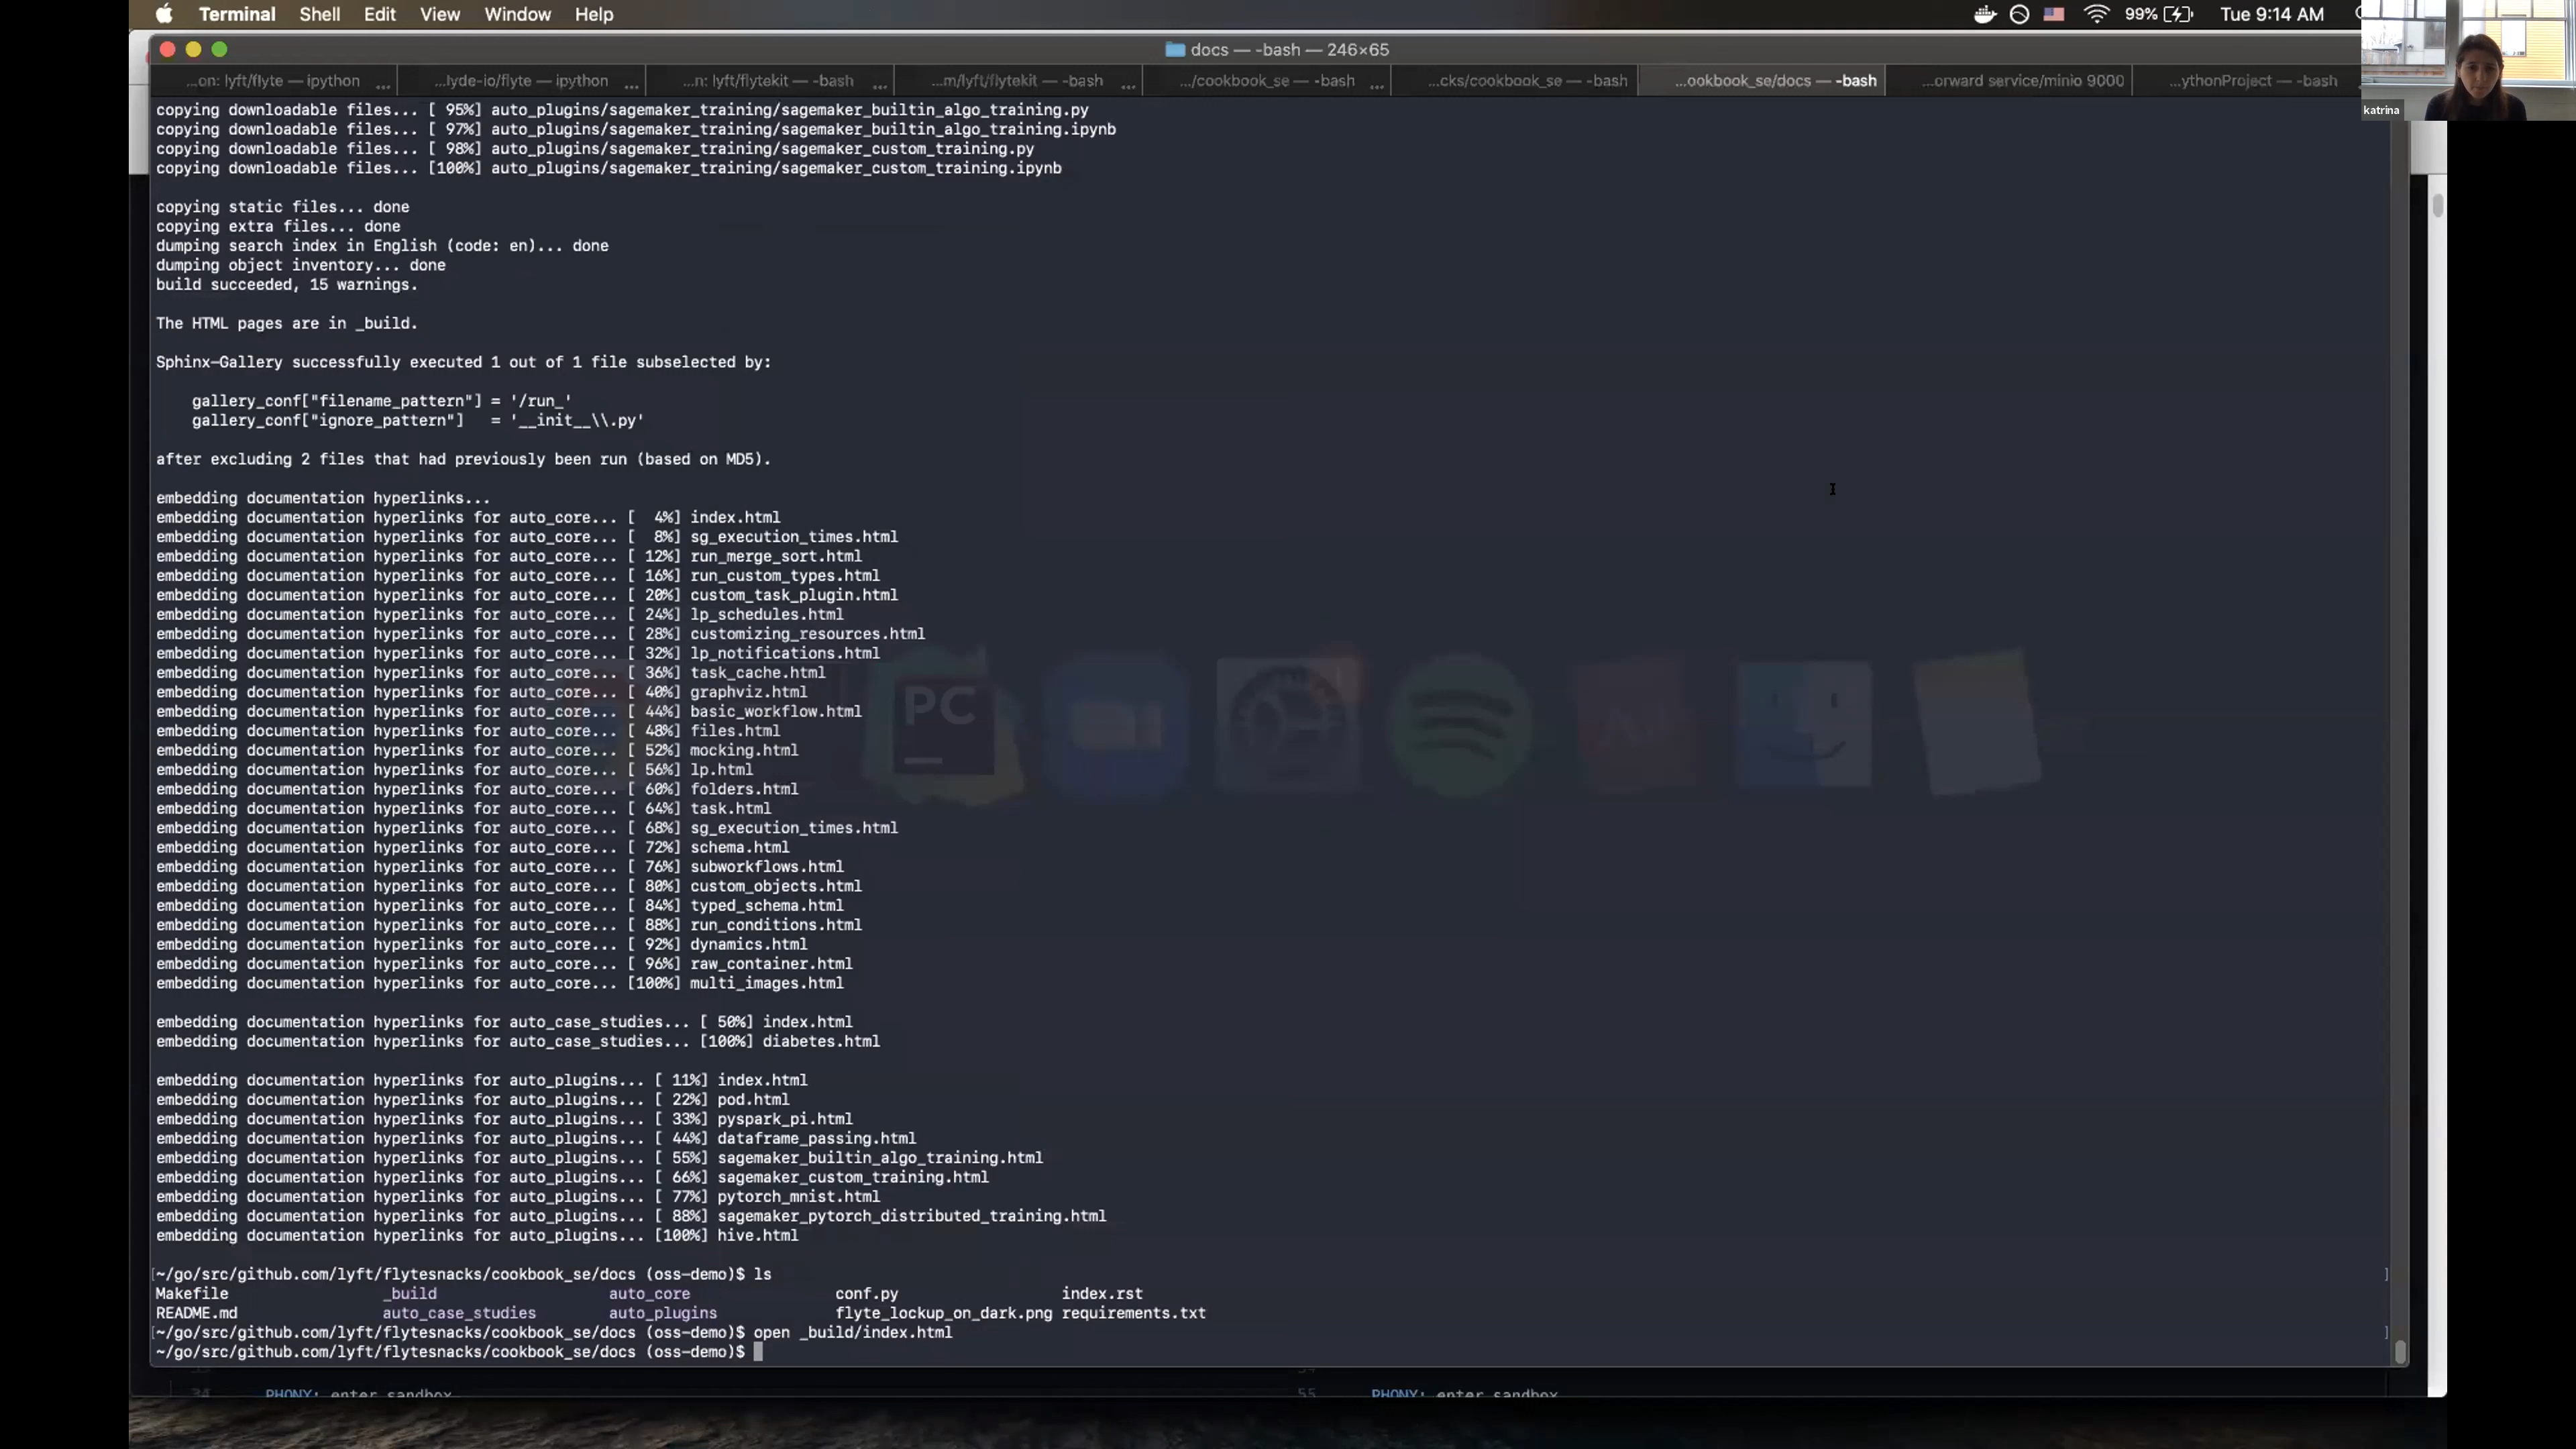 Terminal Shell Edit View Window Help 99% Tue 9:14 AM
docs — -bash — 246×65
...on: lyft/flyte — ipython ... ...lyde-io/flyte — ipython ... ...n: lyft/flytekit — -bash ... ...m/lyft/flytekit — -bash ... .../cookbook_se — -bash ... ...cks/cookbook_se — -bash ...ookbook_se/docs — -bash ...orward service/minio 9000 ...ythonProject — -bash
katrina
copying downloadable files... [ 95%] auto_plugins/sagemaker_training/sagemaker_builtin_algo_training.py
copying downloadable files... [ 97%] auto_plugins/sagemaker_training/sagemaker_builtin_algo_training.ipynb
copying downloadable files... [ 98%] auto_plugins/sagemaker_training/sagemaker_custom_training.py
copying downloadable files... [100%] auto_plugins/sagemaker_training/sagemaker_custom_training.ipynb
copying static files... done
copying extra files... done
dumping search index in English (code: en)... done
dumping object inventory... done
build succeeded, 15 warnings.
The HTML pages are in _build.
Sphinx-Gallery successfully executed 1 out of 1 file subselected by:
gallery_conf["filename_pattern"] = '/run_'
gallery_conf["ignore_pattern"] = '__init__\\.py'
after excluding 2 files that had previously been run (based on MD5).
embedding documentation hyperlinks...
embedding documentation hyperlinks for auto_core... [ 4%] index.html
embedding documentation hyperlinks for auto_core... [ 8%] sg_execution_times.html
embedding documentation hyperlinks for auto_core... [ 12%] run_merge_sort.html
embedding documentation hyperlinks for auto_core... [ 16%] run_custom_types.html
embedding documentation hyperlinks for auto_core... [ 20%] custom_task_plugin.html
embedding documentation hyperlinks for auto_core... [ 24%] lp_schedules.html
embedding documentation hyperlinks for auto_core... [ 28%] customizing_resources.html
embedding documentation hyperlinks for auto_core... [ 32%] lp_notifications.html
embedding documentation hyperlinks for auto_core... [ 36%] task_cache.html
embedding documentation hyperlinks for auto_core... [ 40%] graphviz.html
embedding documentation hyperlinks for auto_core... [ 44%] basic_workflow.html
embedding documentation hyperlinks for auto_core... [ 48%] files.html
embedding documentation hyperlinks for auto_core... [ 52%] mocking.html
embedding documentation hyperlinks for auto_core... [ 56%] lp.html
embedding documentation hyperlinks for auto_core... [ 60%] folders.html
embedding documentation hyperlinks for auto_core... [ 64%] task.html
embedding documentation hyperlinks for auto_core... [ 68%] sg_execution_times.html
embedding documentation hyperlinks for auto_core... [ 72%] schema.html
embedding documentation hyperlinks for auto_core... [ 76%] subworkflows.html
embedding documentation hyperlinks for auto_core... [ 80%] custom_objects.html
embedding documentation hyperlinks for auto_core... [ 84%] typed_schema.html
embedding documentation hyperlinks for auto_core... [ 88%] run_conditions.html
embedding documentation hyperlinks for auto_core... [ 92%] dynamics.html
embedding documentation hyperlinks for auto_core... [ 96%] raw_container.html
embedding documentation hyperlinks for auto_core... [100%] multi_images.html
PC
embedding documentation hyperlinks for auto_case_studies... [ 50%] index.html
embedding documentation hyperlinks for auto_case_studies... [100%] diabetes.html
embedding documentation hyperlinks for auto_plugins... [ 11%] index.html
embedding documentation hyperlinks for auto_plugins... [ 22%] pod.html
embedding documentation hyperlinks for auto_plugins... [ 33%] pyspark_pi.html
embedding documentation hyperlinks for auto_plugins... [ 44%] dataframe_passing.html
embedding documentation hyperlinks for auto_plugins... [ 55%] sagemaker_builtin_algo_training.html
embedding documentation hyperlinks for auto_plugins... [ 66%] sagemaker_custom_training.html
embedding documentation hyperlinks for auto_plugins... [ 77%] pytorch_mnist.html
embedding documentation hyperlinks for auto_plugins... [ 88%] sagemaker_pytorch_distributed_training.html
embedding documentation hyperlinks for auto_plugins... [100%] hive.html
[~/go/src/github.com/lyft/flytesnacks/cookbook_se/docs (oss-demo)$ ls ]
Makefile _build auto_core conf.py index.rst
README.md auto_case_studies auto_plugins flyte_lockup_on_dark.png requirements.txt
[~/go/src/github.com/lyft/flytesnacks/cookbook_se/docs (oss-demo)$ open _build/index.html ]
~/go/src/github.com/lyft/flytesnacks/cookbook_se/docs (oss-demo)$
34 PHONY: enter sandbox 55 PHONY: enter sandbox